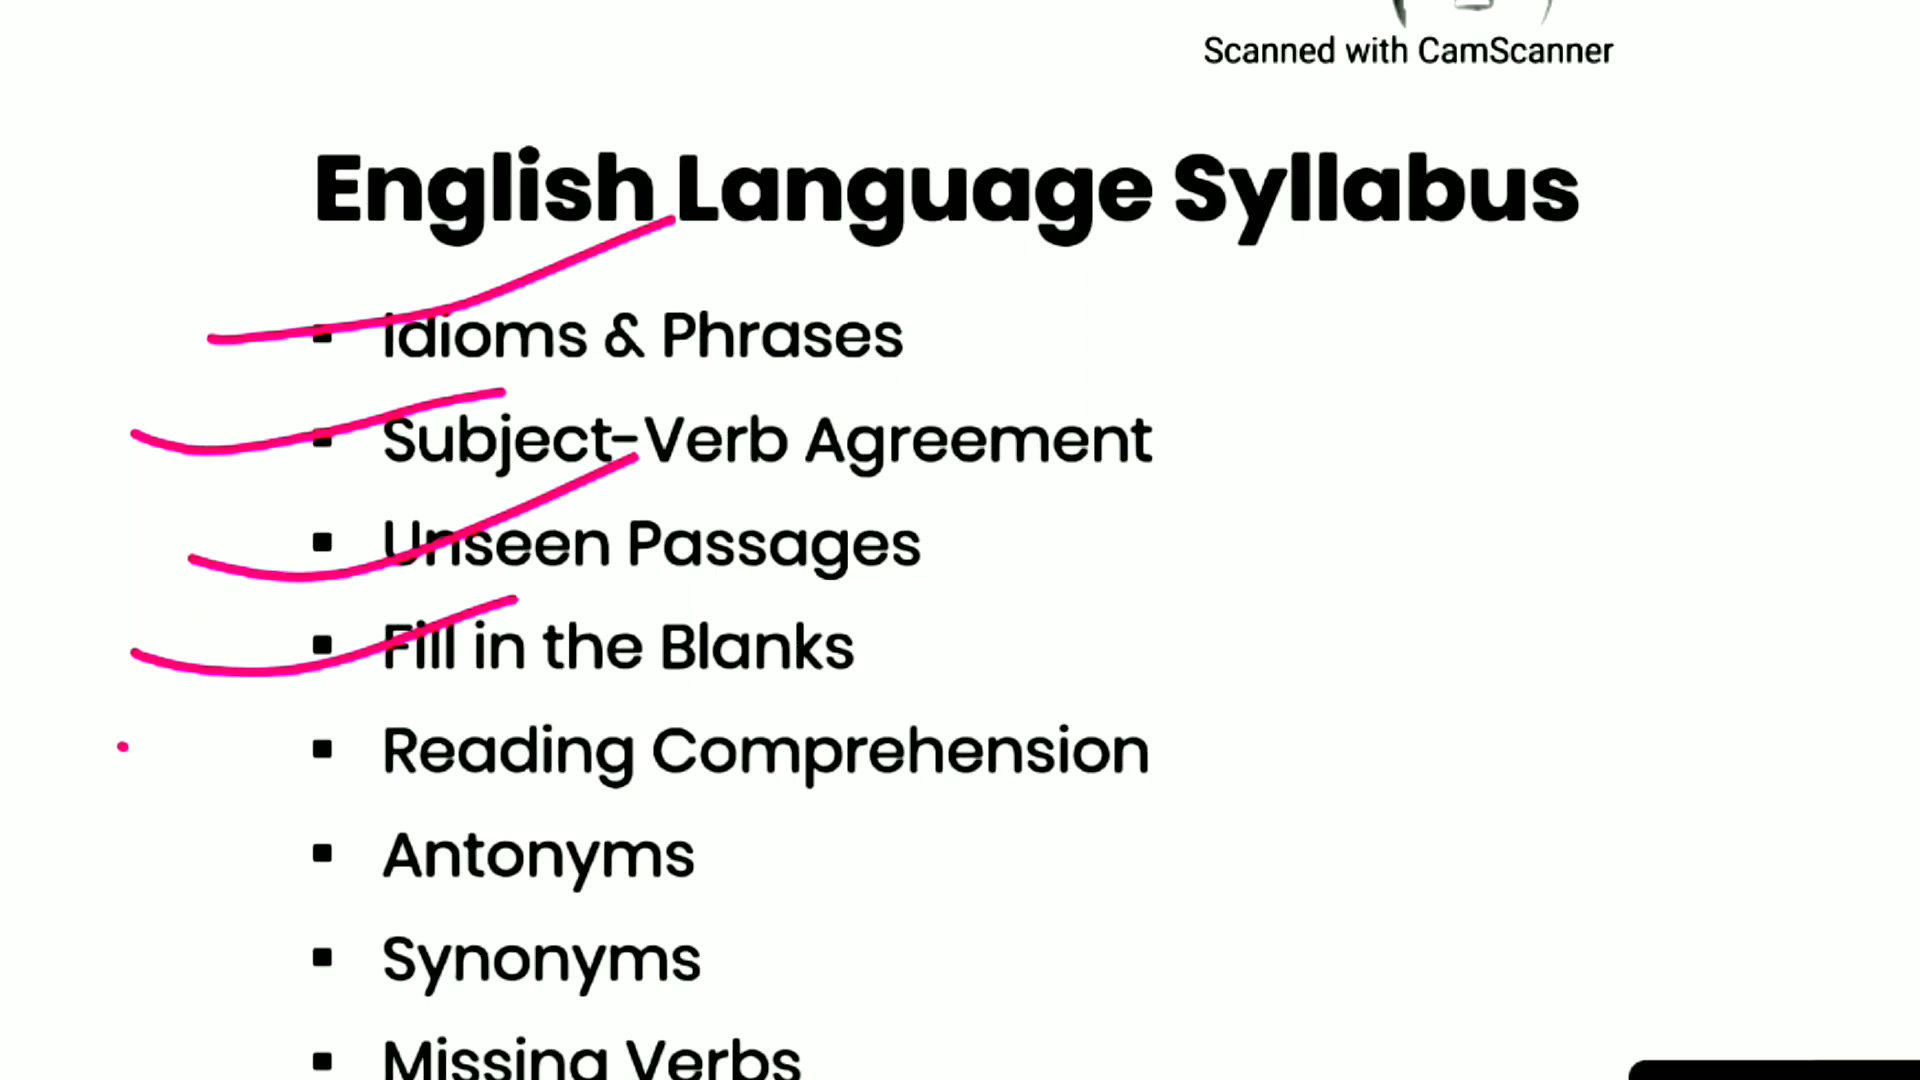 Scanned with CamScanner
English Language Syllabus
▪ Idioms & Phrases
▪ Subject-Verb Agreement
▪ Unseen Passages
▪ Fill in the Blanks
▪ Reading Comprehension
▪ Antonyms
▪ Synonyms
▪ Missing Verbs